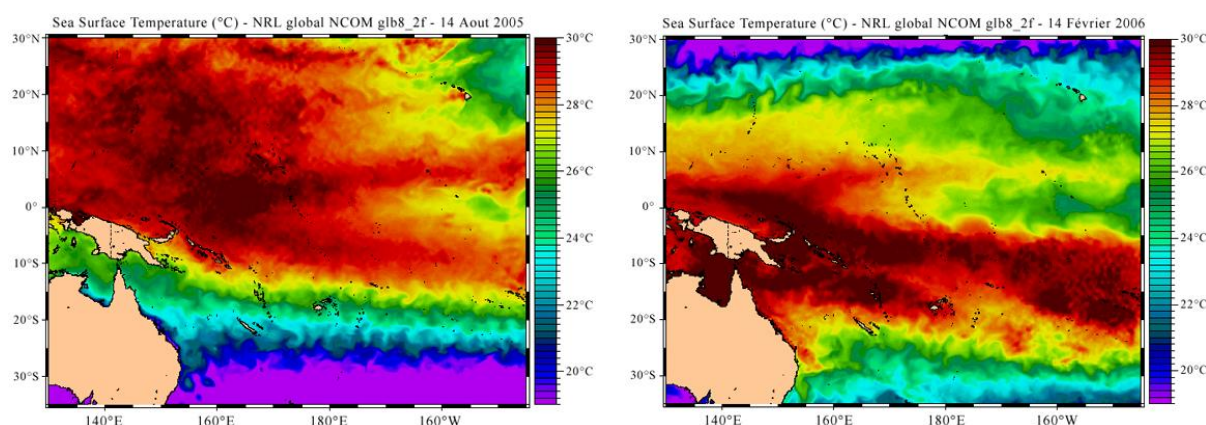 Sea Surface Temperature (°C) - NRL global NCOM glb8_2f - 14 Aout 2005
30°N
20°N
10°N
0°
10°S
20°S
30°S
140°E
160°E
180°E
160°W
30°C
28°C
26°C
24°C
22°C
20°C
Sea Surface Temperature (°C) - NRL global NCOM glb8_2f - 14 Février 2006
30°N
20°N
10°N
0°
10°S
20°S
30°S
140°E
160°E
180°E
160°W
30°C
28°C
26°C
24°C
22°C
20°C